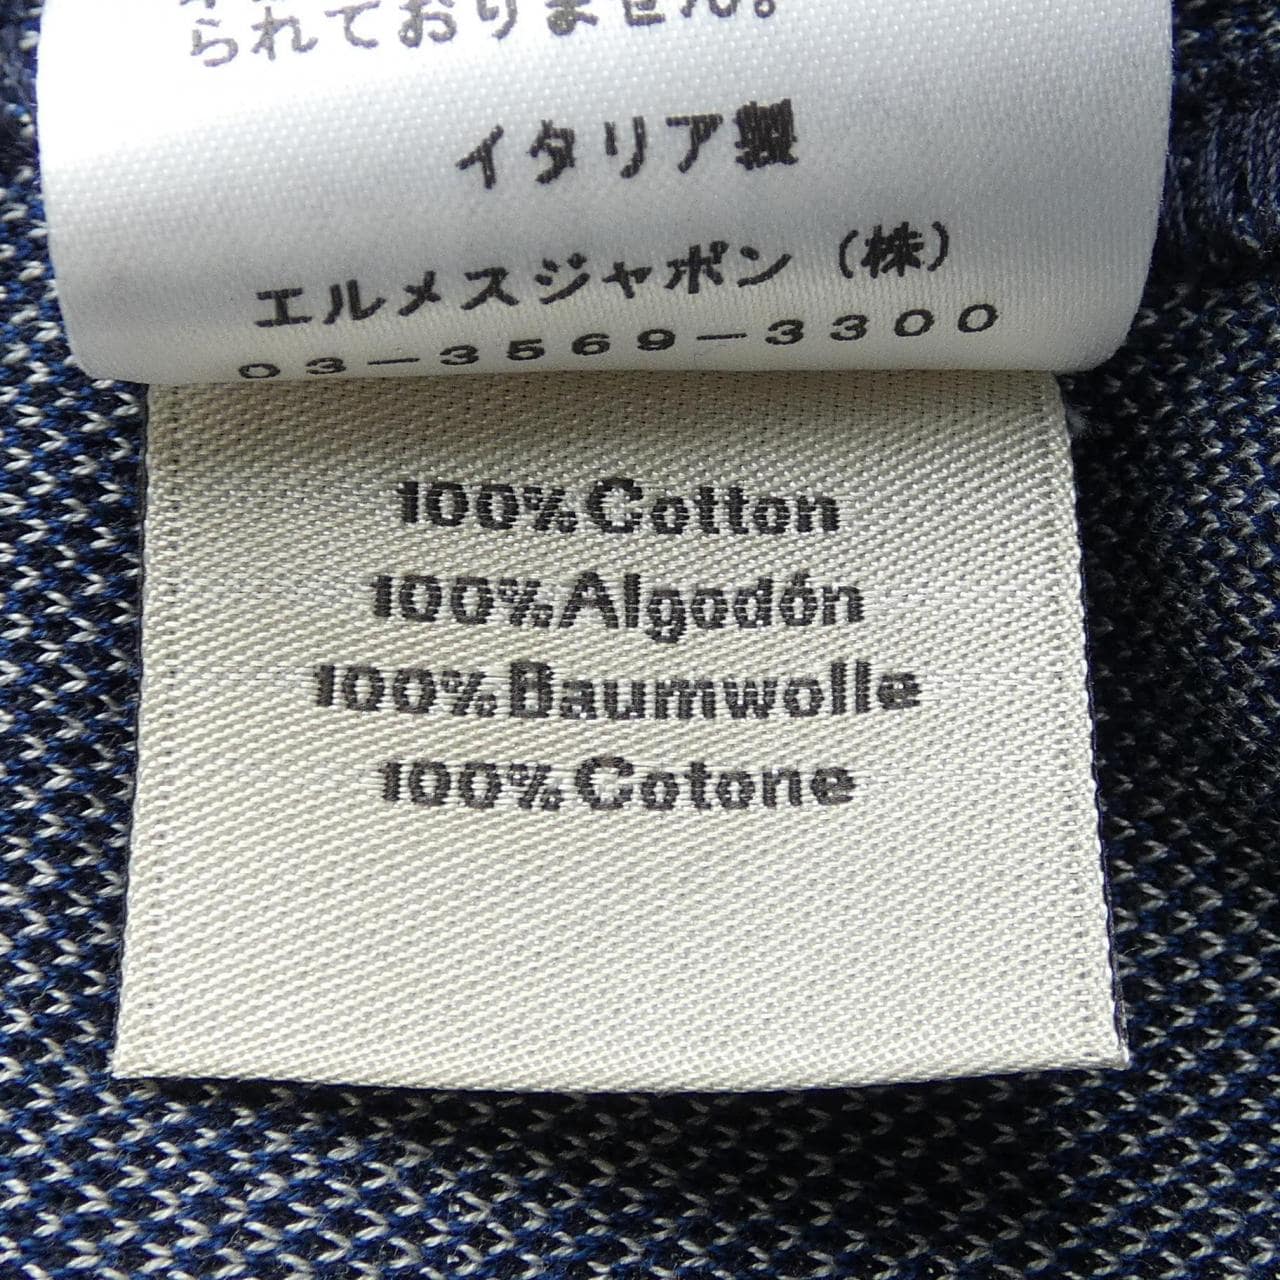 られておりません。
イタリア製
エルメスジャポン（株）
03-3569-3300
100%Cotton
100%Algodón
100%Baumwolle
100%Cotone